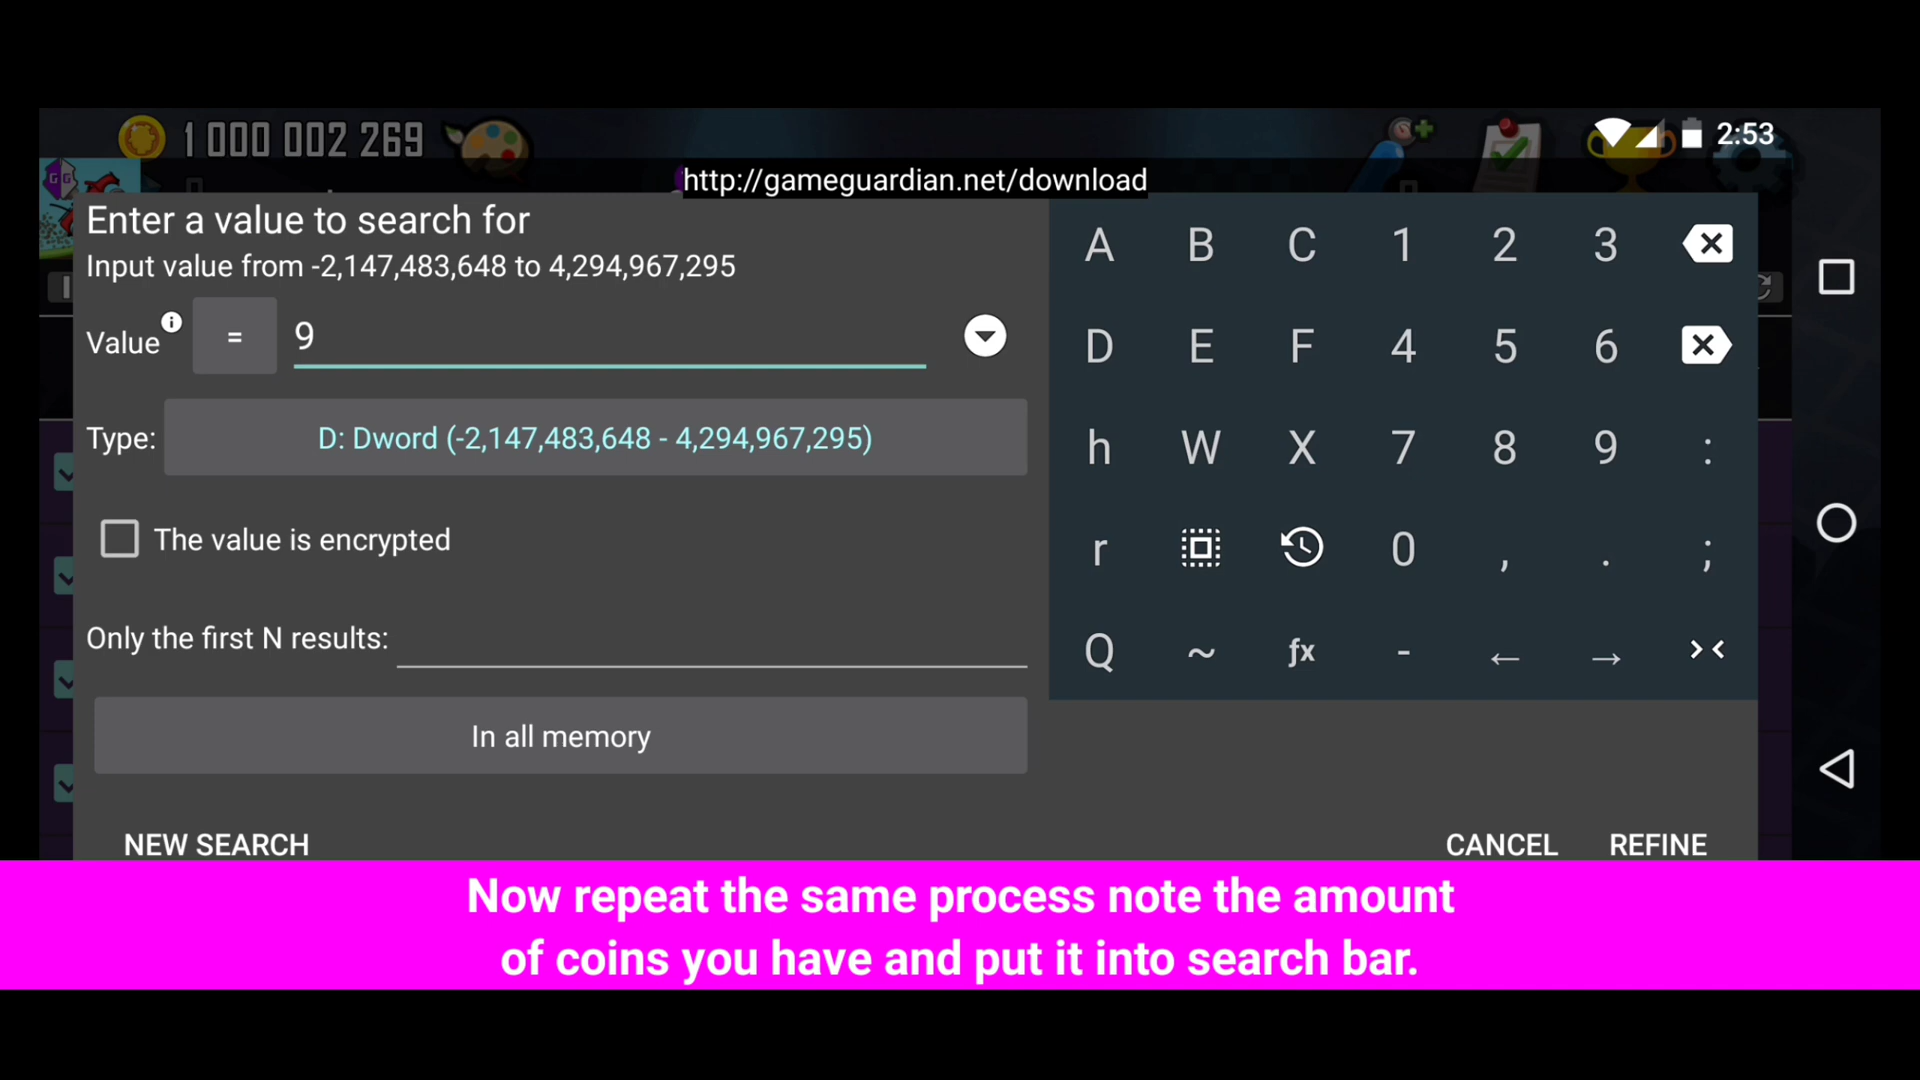 1 000 002 269
2:53
http://gameguardian.net/download
GG
Enter a value to search for
Input value from -2,147,483,648 to 4,294,967,295
Value = 9
Type: D: Dword (-2,147,483,648 - 4,294,967,295)
The value is encrypted
Only the first N results:
In all memory
NEW SEARCH CANCEL REFINE
A B C 1 2 3
D E F 4 5 6
h W X 7 8 9 :
r 0 , . ;
Q ~ ƒx - ← → > <
Now repeat the same process note the amount
of coins you have and put it into search bar.